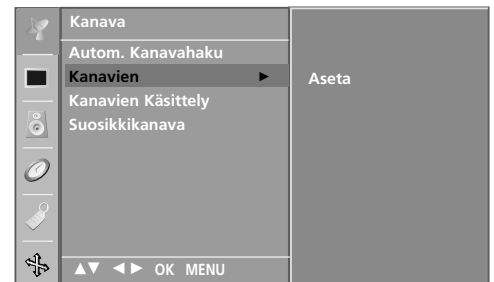 Kanava
Autom. Kanavahaku
Kanavien ► Aseta
Kanavien Käsittely
Suosikkikanava
▲▼ ◄► OK MENU